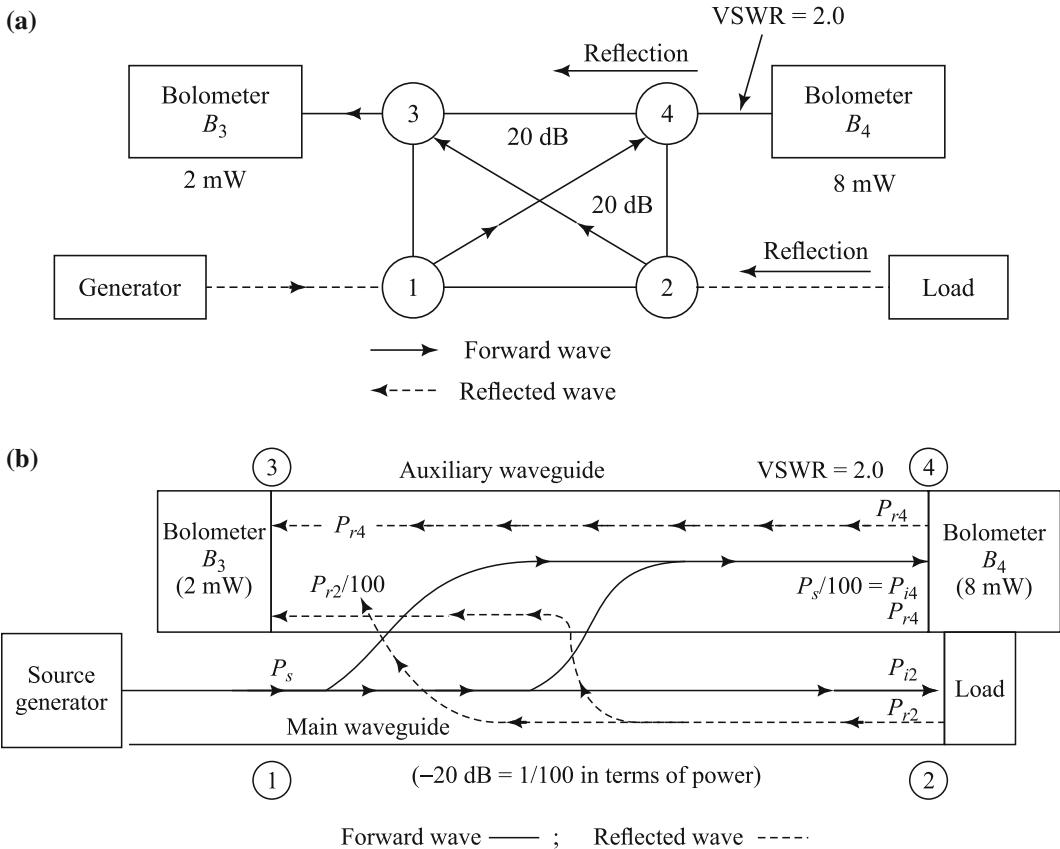 (a)
VSWR = 2.0
Reflection
Bolometer
B3
3
4
Bolometer
B4
20 dB
2 mW
20 dB
8 mW
Reflection
Generator
1
2
Load
Forward wave
Reflected wave
(b)
3
Auxiliary waveguide
VSWR = 2.0
4
Bolometer
B3
(2 mW)
Pr4
Pr4
Bolometer
B4
(8 mW)
Pr2/100
Ps/100 = Pi4
Pr4
Source
generator
Ps
Pi2
Load
Main waveguide
Pr2
1
(–20 dB = 1/100 in terms of power)
2
Forward wave ; Reflected wave